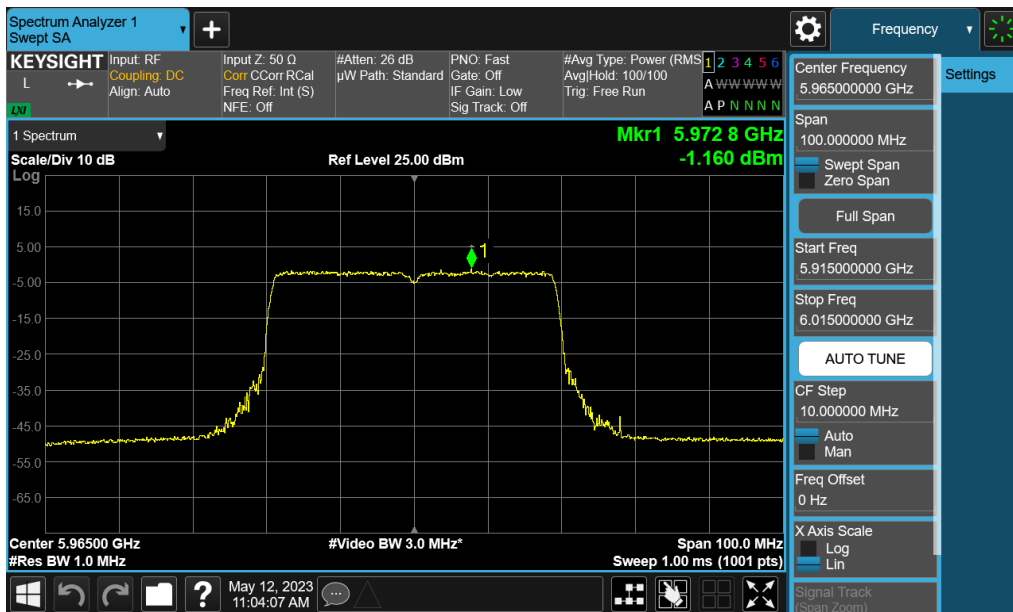 Spectrum Analyzer 1
Swept SA
Frequency
KEYSIGHT
L
LXI
Input: RF
Coupling: DC
Align: Auto
Input Z: 50 Ω
Corr CCorr RCal
Freq Ref: Int (S)
NFE: Off
#Atten: 26 dB
µW Path: Standard
PNO: Fast
Gate: Off
IF Gain: Low
Sig Track: Off
#Avg Type: Power (RMS
Avg|Hold: 100/100
Trig: Free Run
1 2 3 4 5 6
A W W W W W
A P N N N N
Center Frequency
5.965000000 GHz
Settings
Span
100.000000 MHz
Swept Span
Zero Span
Full Span
Start Freq
5.915000000 GHz
Stop Freq
6.015000000 GHz
AUTO TUNE
CF Step
10.000000 MHz
Auto
Man
Freq Offset
0 Hz
X Axis Scale
Log
Lin
Signal Track
(Span Zoom)
1 Spectrum
Mkr1 5.972 8 GHz
Scale/Div 10 dB
Ref Level 25.00 dBm
-1.160 dBm
Log
15.0
5.00
1
-5.00
-15.0
-25.0
-35.0
-45.0
-55.0
-65.0
Center 5.96500 GHz
#Video BW 3.0 MHz*
Span 100.0 MHz
#Res BW 1.0 MHz
Sweep 1.00 ms (1001 pts)
?
May 12, 2023
11:04:07 AM